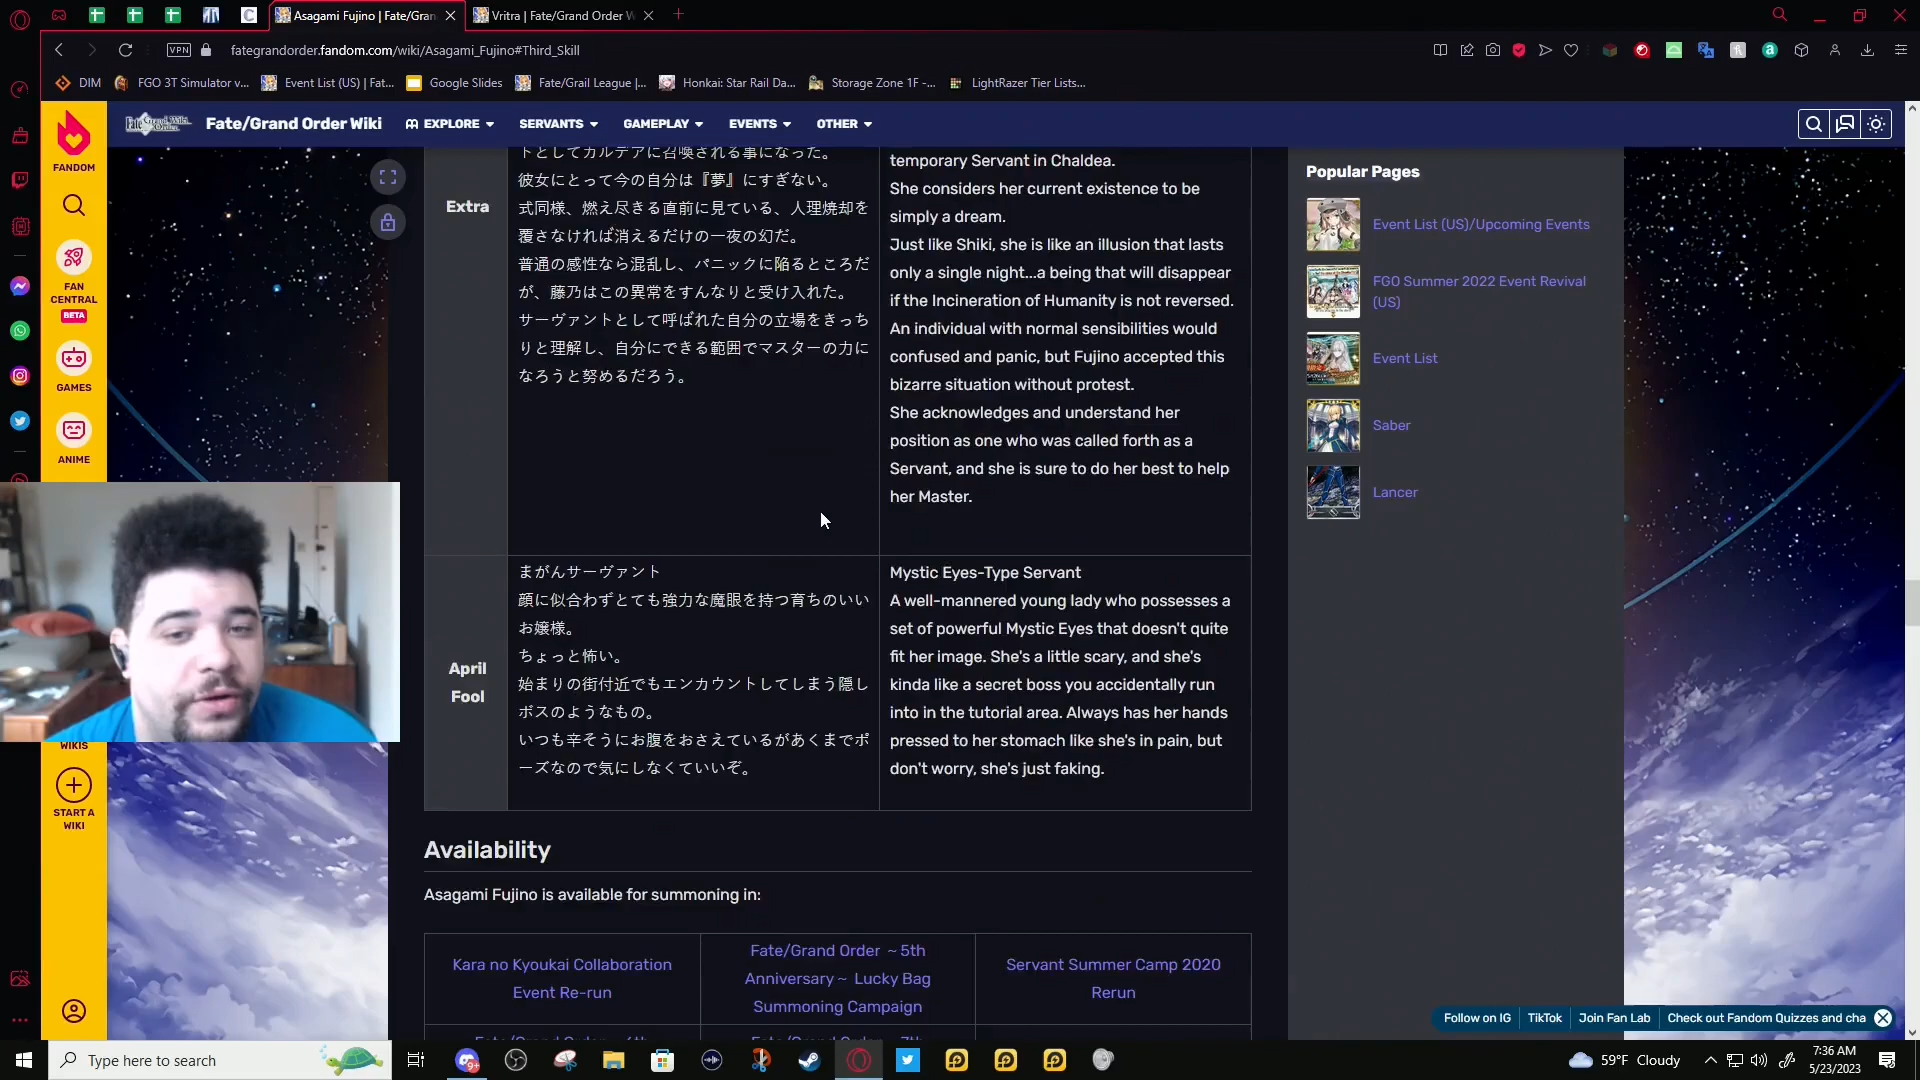 Asagami Fujino | Fate/Gran
Vritra | Fate/Grand Order W
VPN
fategrandorder.fandom.com/wiki/Asagami_Fujino#Third_Skill
DIM
FGO 3T Simulator v...
Event List (US) | Fat...
Google Slides
Fate/Grail League |...
Honkai: Star Rail Da...
Storage Zone 1F -...
LightRazer Tier Lists...
FANDOM
Fate/Grand Order Wiki
EXPLORE
SERVANTS
GAMEPLAY
EVENTS
OTHER
FAN
CENTRAL
BETA
GAMES
ANIME
WIKIS
START A
WIKI
Extra
トとしてカルデアに召喚される事になった。
彼女にとって今の自分は『夢』にすぎない。
式同様、燃え尽きる直前に見ている、人理焼却を
覆さなければ消えるだけの一夜の幻だ。
普通の感性なら混乱し、パニックに陥るところだ
が、藤乃はこの異常をすんなりと受け入れた。
サーヴァントとして呼ばれた自分の立場をきっち
りと理解し、自分にできる範囲でマスターの力に
なろうと努めるだろう。
temporary Servant in Chaldea.
She considers her current existence to be
simply a dream.
Just like Shiki, she is like an illusion that lasts
only a single night...a being that will disappear
if the Incineration of Humanity is not reversed.
An individual with normal sensibilities would
confused and panic, but Fujino accepted this
bizarre situation without protest.
She acknowledges and understand her
position as one who was called forth as a
Servant, and she is sure to do her best to help
her Master.
April
Fool
まがんサーヴァント
顔に似合わずとても強力な魔眼を持つ育ちのいい
お嬢様。
ちょっと怖い。
始まりの街付近でもエンカウントしてしまう隠し
ボスのようなもの。
いつも辛そうにお腹をおさえているがあくまでポ
ーズなので気にしなくていいぞ。
Mystic Eyes-Type Servant
A well-mannered young lady who possesses a
set of powerful Mystic Eyes that doesn't quite
fit her image. She's a little scary, and she's
kinda like a secret boss you accidentally run
into in the tutorial area. Always has her hands
pressed to her stomach like she's in pain, but
don't worry, she's just faking.
Availability
Asagami Fujino is available for summoning in:
Kara no Kyoukai Collaboration
Event Re-run
Fate/Grand Order ~5th
Anniversary~ Lucky Bag
Summoning Campaign
Servant Summer Camp 2020
Rerun
Popular Pages
Event List (US)/Upcoming Events
FGO Summer 2022 Event Revival
(US)
Event List
Saber
Lancer
Follow on IG
TikTok
Join Fan Lab
Check out Fandom Quizzes and cha
Type here to search
9+
59°F Cloudy
7:36 AM
5/23/2023